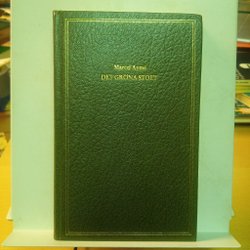 Marcel Aymé
DET GRÖNA STOET